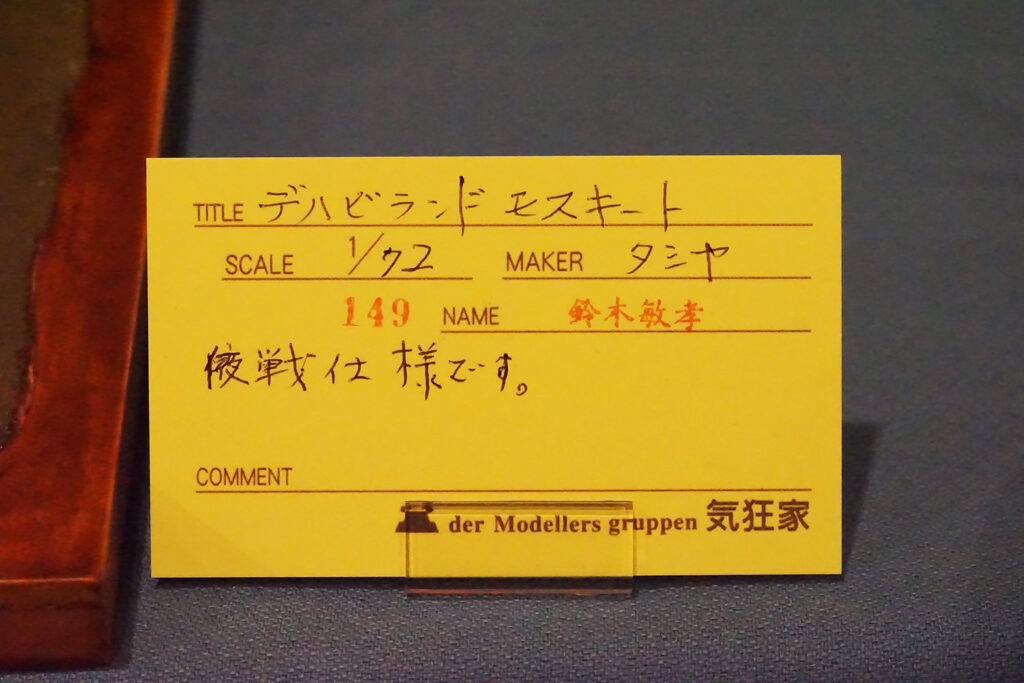 TITLE デハビランド モスキート
SCALE 1/72 MAKER タミヤ
149 NAME 鈴木敏孝
夜戦仕様です。
COMMENT
der Modellers gruppen 気狂家